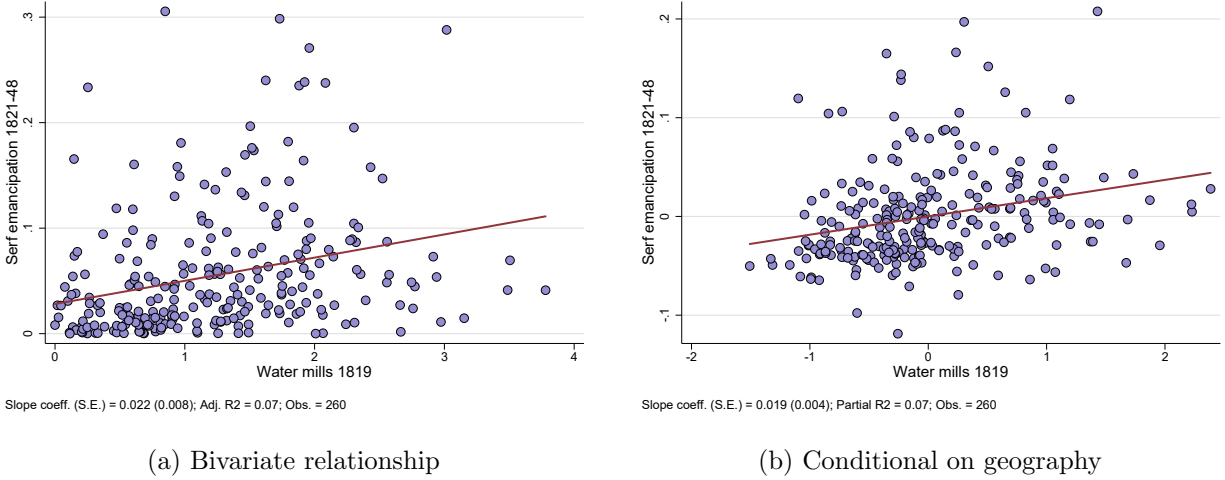 .3
.2
.1
0
Serf emancipation 1821-48
0 1 2 3 4
Water mills 1819
Slope coeff. (S.E.) = 0.022 (0.008); Adj. R2 = 0.07; Obs. = 260
(a) Bivariate relationship
.2
.1
0
-.1
Serf emancipation 1821-48
-2 -1 0 1 2
Water mills 1819
Slope coeff. (S.E.) = 0.019 (0.004); Partial R2 = 0.07; Obs. = 260
(b) Conditional on geography